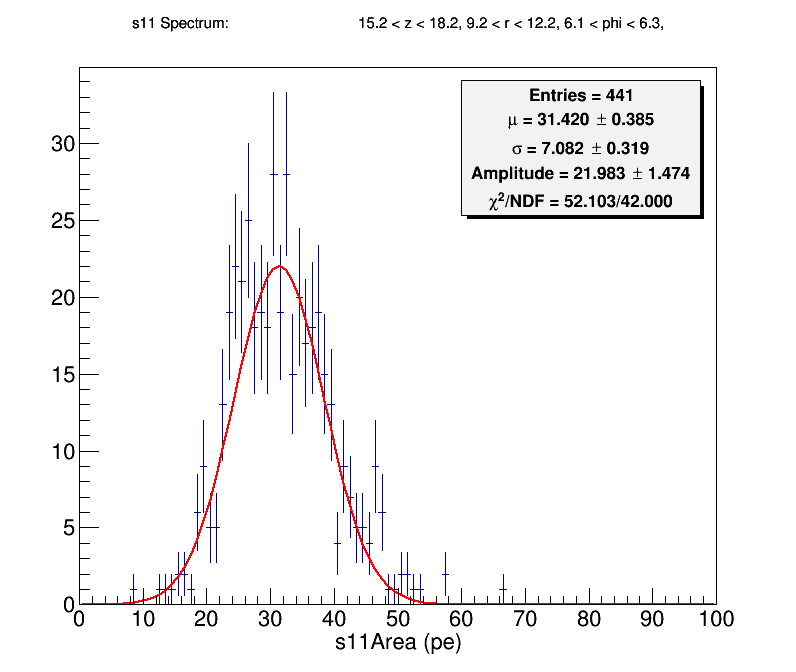 s11 Spectrum: 15.2 < z < 18.2, 9.2 < r < 12.2, 6.1 < phi < 6.3,
Entries = 441
μ = 31.420 ± 0.385
σ = 7.082 ± 0.319
Amplitude = 21.983 ± 1.474
χ²/NDF = 52.103/42.000
30
25
20
15
10
5
0
0 10 20 30 40 50 60 70 80 90 100
s11Area (pe)